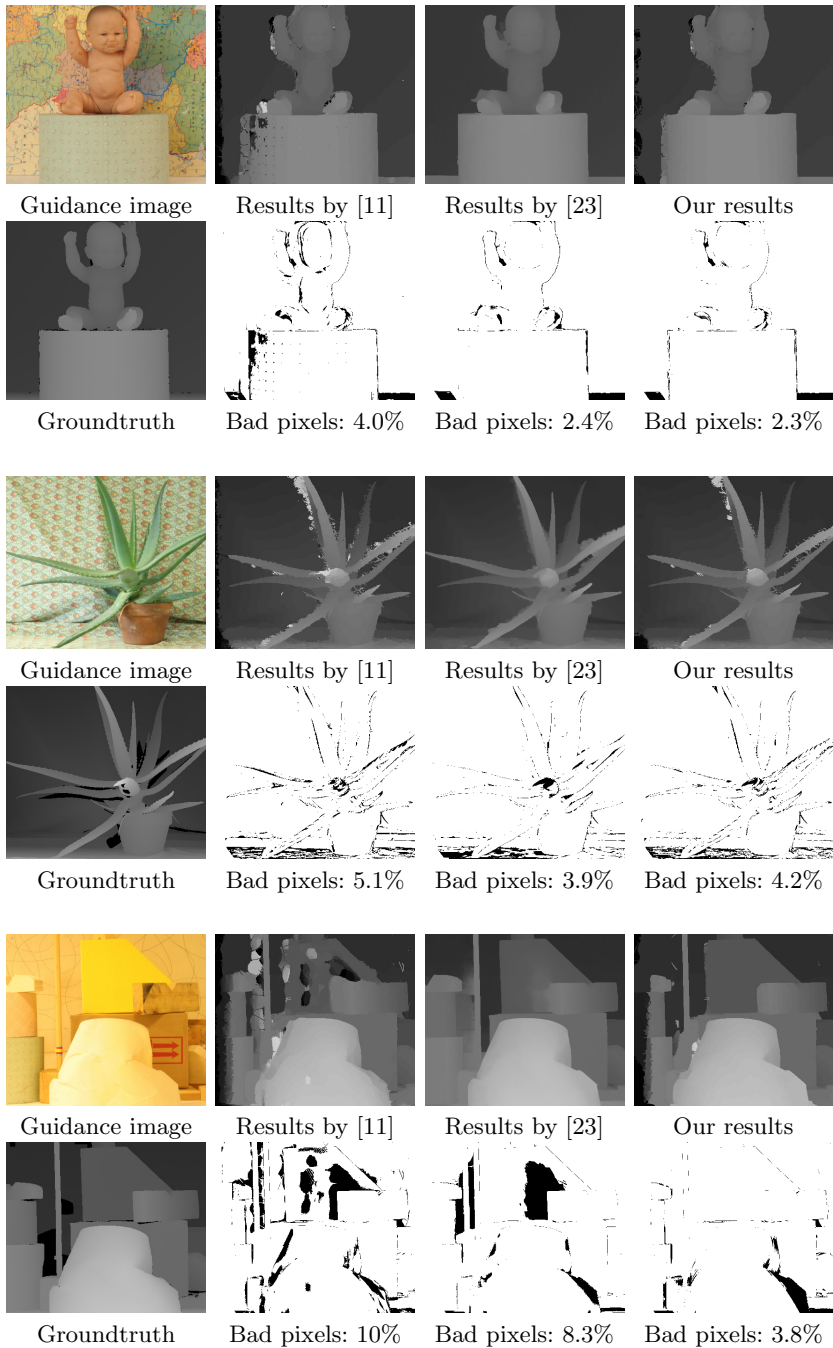 Guidance image Results by [11] Results by [23] Our results
Groundtruth Bad pixels: 4.0% Bad pixels: 2.4% Bad pixels: 2.3%
Guidance image Results by [11] Results by [23] Our results
Groundtruth Bad pixels: 5.1% Bad pixels: 3.9% Bad pixels: 4.2%
Guidance image Results by [11] Results by [23] Our results
Groundtruth Bad pixels: 10% Bad pixels: 8.3% Bad pixels: 3.8%